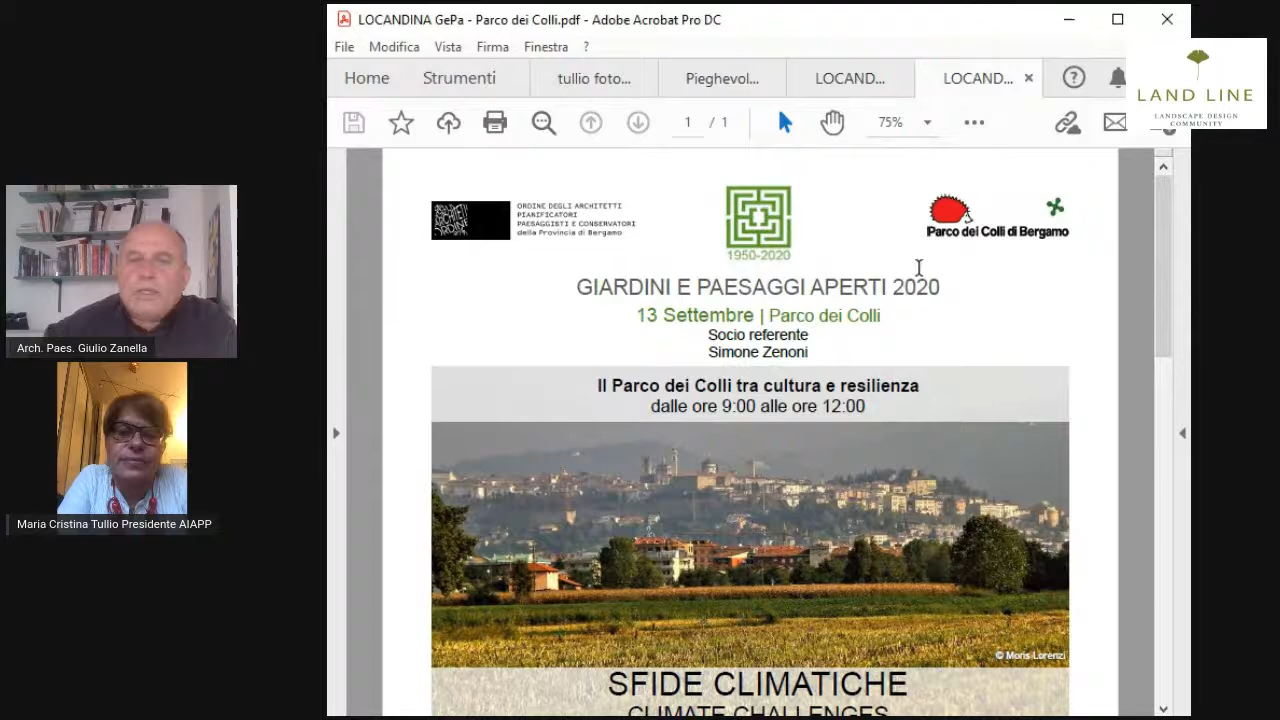 LOCANDINA GePa - Parco dei Colli.pdf - Adobe Acrobat Pro DC
File Modifica Vista Firma Finestra ?
Home Strumenti tullio foto... Pieghevol... LOCAND... LOCAND...
1 / 1 75%
LAND LINE
LANDSCAPE DESIGN
COMMUNITY
ORDINE DEGLI ARCHITETTI
PIANIFICATORI
PAESAGGISTI E CONSERVATORI
della Provincia di Bergamo
1950-2020
Parco dei Colli di Bergamo
GIARDINI E PAESAGGI APERTI 2020
13 Settembre | Parco dei Colli
Socio referente
Simone Zenoni
Il Parco dei Colli tra cultura e resilienza
dalle ore 9:00 alle ore 12:00
© Moris Lorenzi
SFIDE CLIMATICHE
CLIMATE CHALLENGES
Arch. Paes. Giulio Zanella
Maria Cristina Tullio Presidente AIAPP